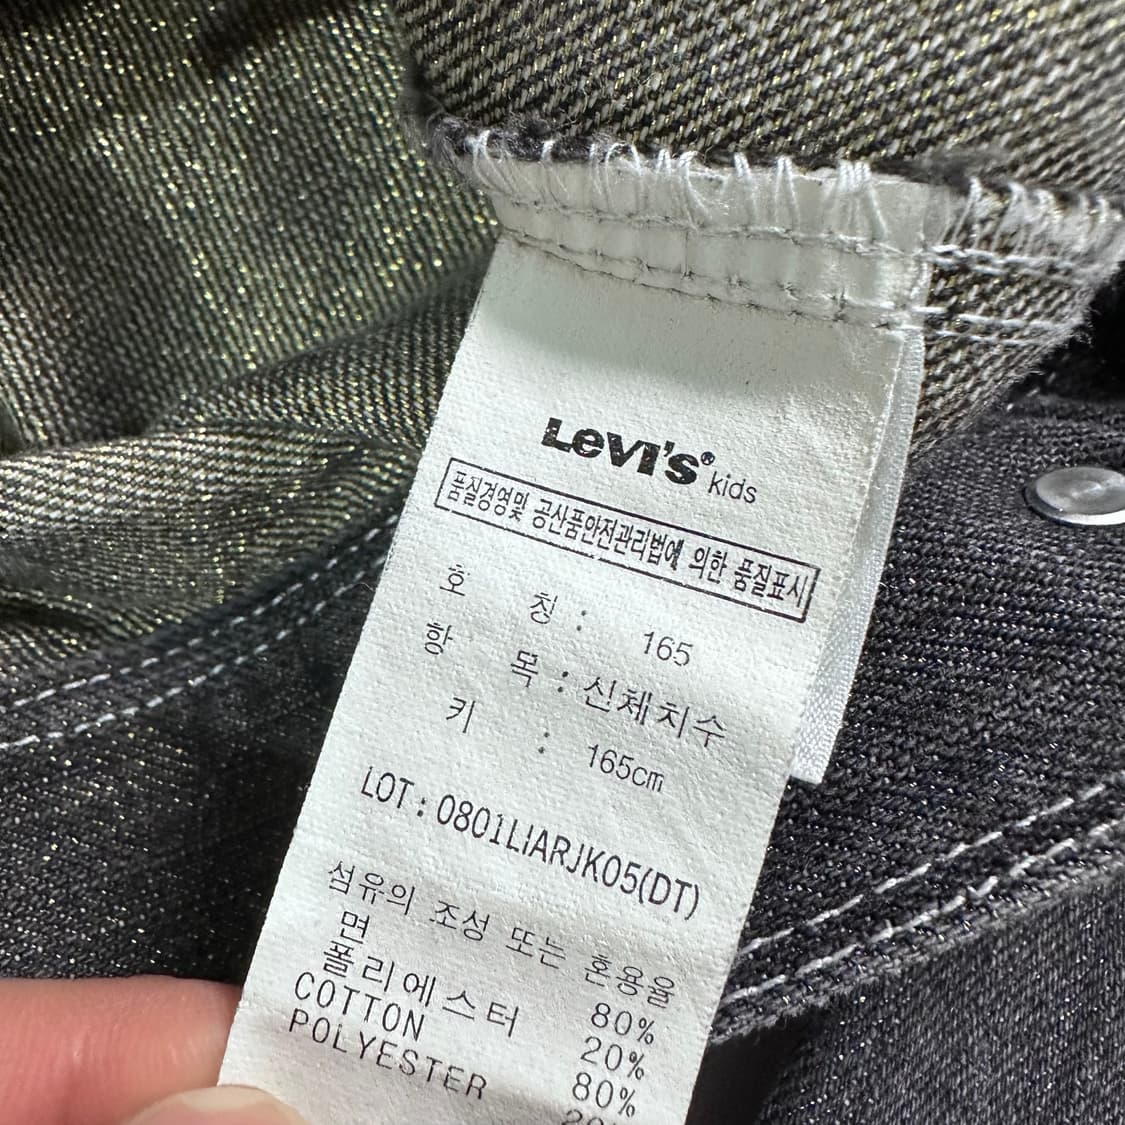 Levi's® kids
품질경영및 공산품안전관리법에 의한 품질표시
호 칭 : 165
항 목 : 신체치수
키 : 165cm
LOT : 0801LIARJK05(DT)
섬유의 조성 또는 혼용율
면 80%
폴리에스터 20%
COTTON 80%
POLYESTER